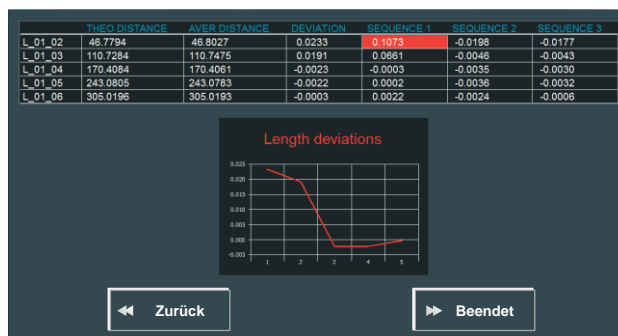 THEO DISTANCE AVER DISTANCE DEVIATION SEQUENCE 1 SEQUENCE 2 SEQUENCE 3
L_01_02 46.7794 46.8027 0.0233 0.1073 -0.0198 -0.0177
L_01_03 110.7284 110.7475 0.0191 0.0661 -0.0046 -0.0043
L_01_04 170.4084 170.4061 -0.0023 -0.0003 -0.0035 -0.0030
L_01_05 243.0805 243.0783 -0.0022 0.0002 -0.0036 -0.0032
L_01_06 305.0196 305.0193 -0.0003 0.0022 -0.0024 -0.0006
Length deviations
0.025
0.020
0.015
0.010
0.005
0.000
-0.005
1 2 3 4 5
Zurück Beendet